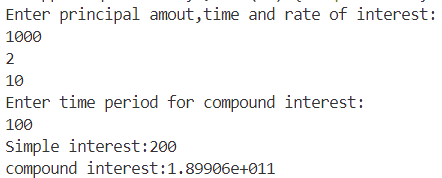 Enter principal amout,time and rate of interest:
1000
2
10
Enter time period for compound interest:
100
Simple interest:200
compound interest:1.89906e+011